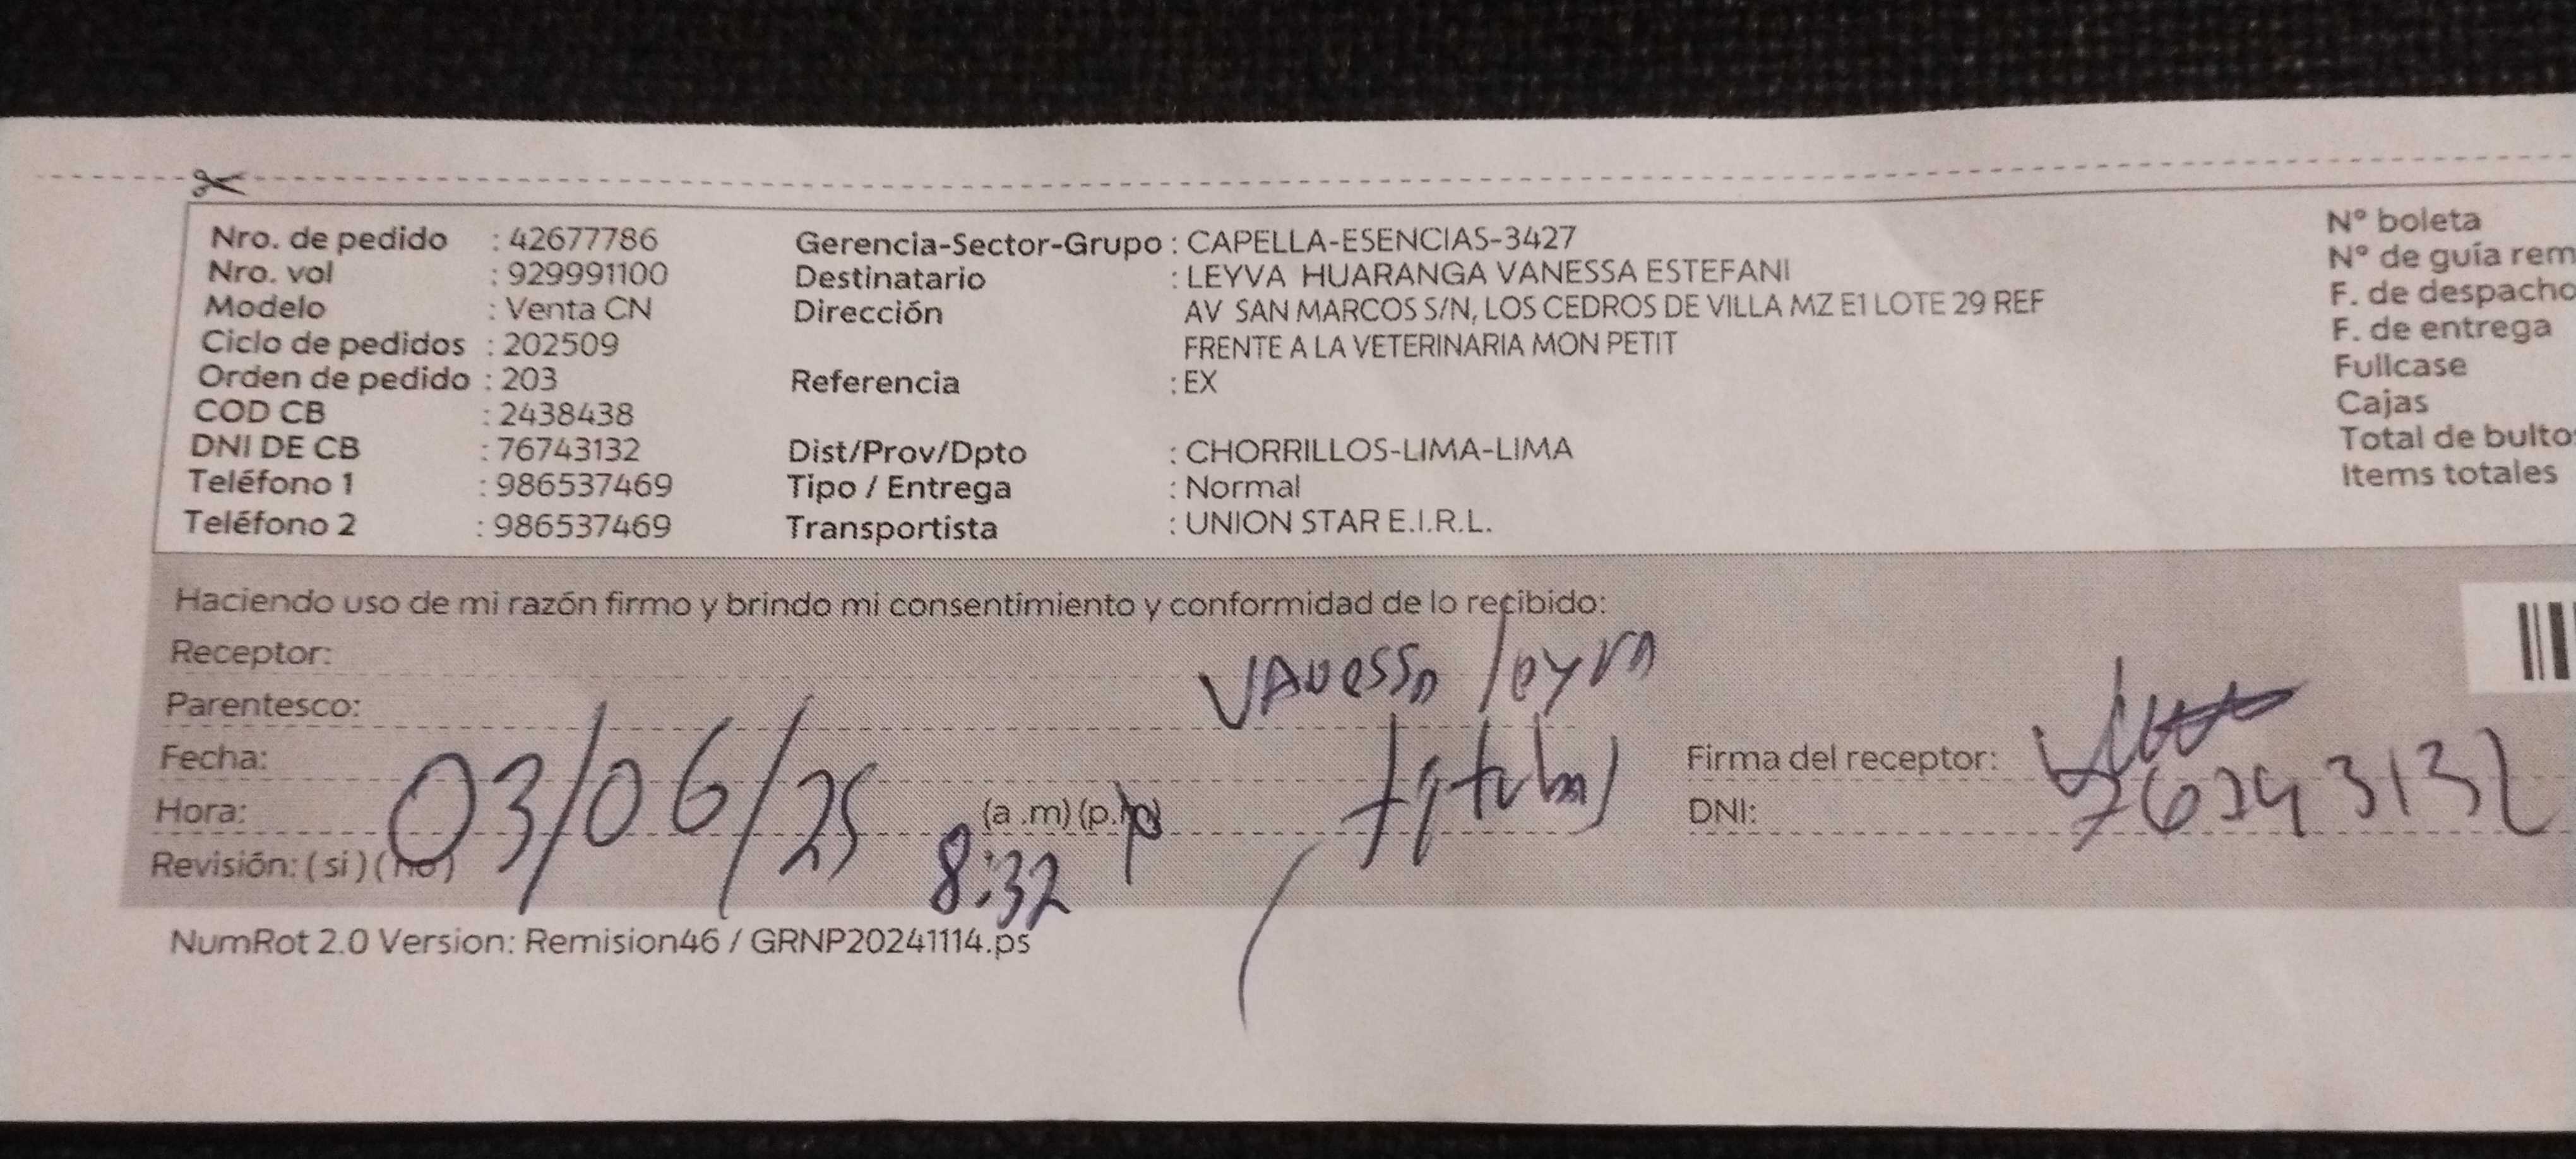 Nro. de pedido : 42677786 Gerencia-Sector-Grupo : CAPELLA-ESENCIAS-3427 Nº boleta
Nro. vol : 929991100 Destinatario : LEYVA HUARANGA VANESSA ESTEFANI Nº de guía rem
Modelo : Venta CN Dirección AV SAN MARCOS S/N, LOS CEDROS DE VILLA MZ E1 LOTE 29 REF F. de despacho
Ciclo de pedidos : 202509 FRENTE A LA VETERINARIA MON PETIT F. de entrega
Orden de pedido : 203 Referencia : EX Fullcase
COD CB : 2438438 Cajas
DNI DE CB : 76743132 Dist/Prov/Dpto : CHORRILLOS-LIMA-LIMA Total de bulto
Teléfono 1 : 986537469 Tipo / Entrega : Normal Items totales
Teléfono 2 : 986537469 Transportista : UNION STAR E.I.R.L.
Haciendo uso de mi razón firmo y brindo mi consentimiento y conformidad de lo recibido:
Receptor: Vanessa leyva
Parentesco:
Fecha: 03/06/25 titular Firma del receptor:
Hora: (a .m) (p.m) 8:32 DNI: 76743132
Revisión: ( si ) ( no )
NumRot 2.0 Version: Remision46 / GRNP20241114.ps